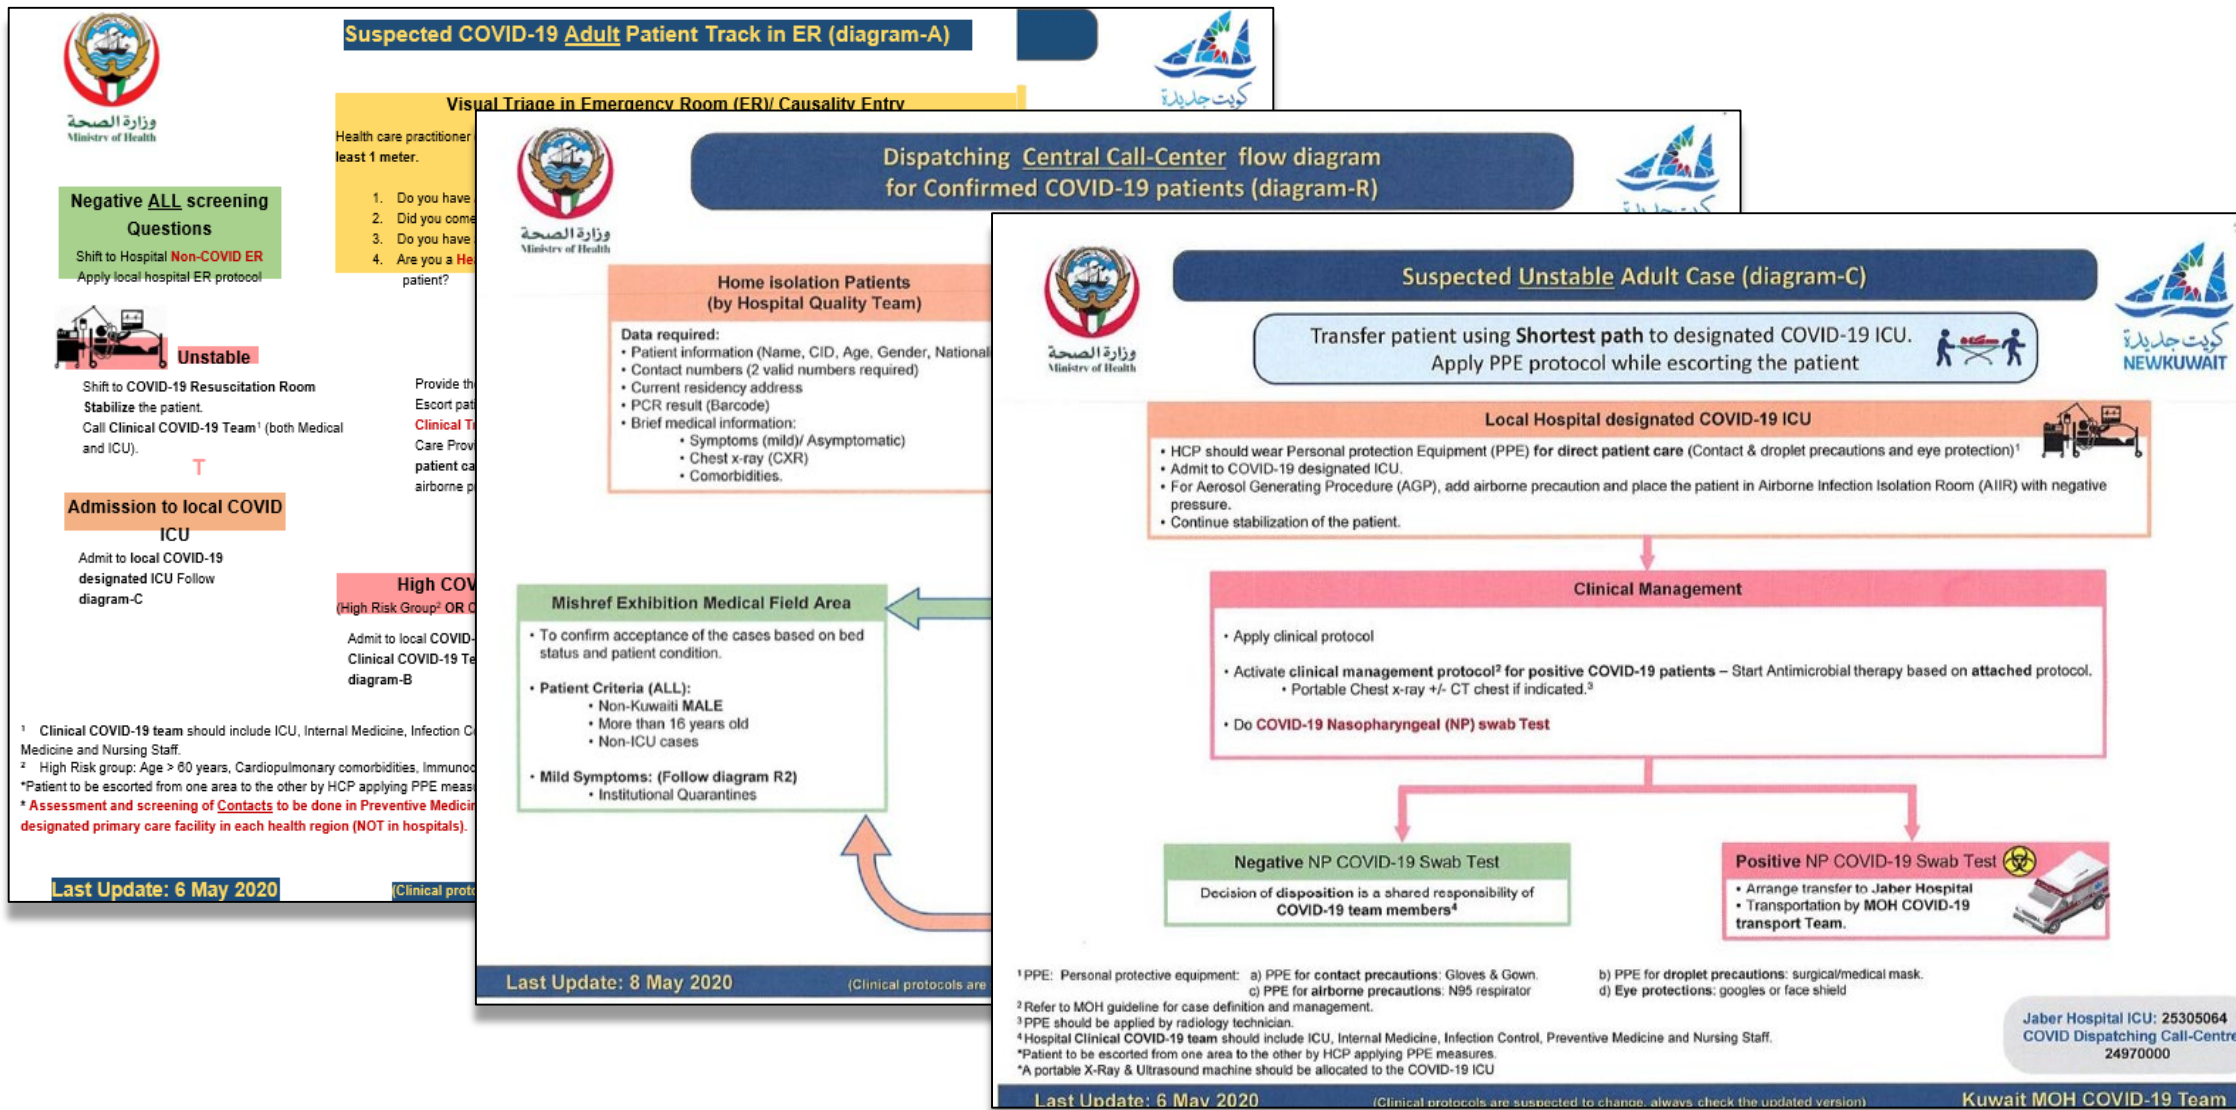 Suspected COVID-19 Adult Patient Track in ER (diagram-A)
وزارة الصحة
Ministry of Health
كويت جديدة
Visual Triage in Emergency Room (ER)/ Causality Entry
Health care practitioner
least 1 meter.
1. Do you have
2. Did you come
3. Do you have
4. Are you a
patient?
Negative ALL screening
Questions
Shift to Hospital Non-COVID ER
Apply local hospital ER protocol
Unstable
Shift to COVID-19 Resuscitation Room
Stabilize the patient.
Call Clinical COVID-19 Team¹ (both Medical
and ICU).
T
Admission to local COVID
ICU
Admit to local COVID-19
designated ICU Follow
diagram-C
Provide
Escort
Clinical
Care
patient
airborne
High
(High Risk Group² OR
Admit to local
Clinical COVID-19
diagram-B
¹ Clinical COVID-19 team should include ICU, Internal Medicine, Infection
Medicine and Nursing Staff.
² High Risk group: Age > 60 years, Cardiopulmonary comorbidities,
*Patient to be escorted from one area to the other by HCP applying PPE
* Assessment and screening of Contacts to be done in Preventive
designated primary care facility in each health region (NOT in hospitals).
Last Update: 6 May 2020
(Clinical
Dispatching Central Call-Center flow diagram
for Confirmed COVID-19 patients (diagram-R)
وزارة الصحة
Ministry of Health
Home isolation Patients
(by Hospital Quality Team)
Data required:
• Patient information (Name, CID, Age, Gender, National
• Contact numbers (2 valid numbers required)
• Current residency address
• PCR result (Barcode)
• Brief medical information:
• Symptoms (mild)/ Asymptomatic)
• Chest x-ray (CXR)
• Comorbidities.
Mishref Exhibition Medical Field Area
• To confirm acceptance of the cases based on bed
status and patient condition.
• Patient Criteria (ALL):
• Non-Kuwaiti MALE
• More than 16 years old
• Non-ICU cases
• Mild Symptoms: (Follow diagram R2)
• Institutional Quarantines
Last Update: 8 May 2020
(Clinical protocols are
Suspected Unstable Adult Case (diagram-C)
وزارة الصحة
Ministry of Health
كويت جديدة
NEWKUWAIT
Transfer patient using Shortest path to designated COVID-19 ICU.
Apply PPE protocol while escorting the patient
Local Hospital designated COVID-19 ICU
• HCP should wear Personal protection Equipment (PPE) for direct patient care (Contact & droplet precautions and eye protection)¹
• Admit to COVID-19 designated ICU.
• For Aerosol Generating Procedure (AGP), add airborne precaution and place the patient in Airborne Infection Isolation Room (AIIR) with negative
pressure.
• Continue stabilization of the patient.
Clinical Management
• Apply clinical protocol
• Activate clinical management protocol² for positive COVID-19 patients – Start Antimicrobial therapy based on attached protocol.
• Portable Chest x-ray +/- CT chest if indicated.³
• Do COVID-19 Nasopharyngeal (NP) swab Test
Negative NP COVID-19 Swab Test
Decision of disposition is a shared responsibility of
COVID-19 team members⁴
Positive NP COVID-19 Swab Test
• Arrange transfer to Jaber Hospital
• Transportation by MOH COVID-19
transport Team.
¹ PPE: Personal protective equipment: a) PPE for contact precautions: Gloves & Gown. b) PPE for droplet precautions: surgical/medical mask.
c) PPE for airborne precautions: N95 respirator d) Eye protections: googles or face shield
² Refer to MOH guideline for case definition and management.
³ PPE should be applied by radiology technician.
⁴ Hospital Clinical COVID-19 team should include ICU, Internal Medicine, Infection Control, Preventive Medicine and Nursing Staff.
*Patient to be escorted from one area to the other by HCP applying PPE measures.
*A portable X-Ray & Ultrasound machine should be allocated to the COVID-19 ICU
Jaber Hospital ICU: 25305064
COVID Dispatching Call-Centre
24970000
Last Update: 6 May 2020
(Clinical protocols are suspected to change, always check the updated version)
Kuwait MOH COVID-19 Team